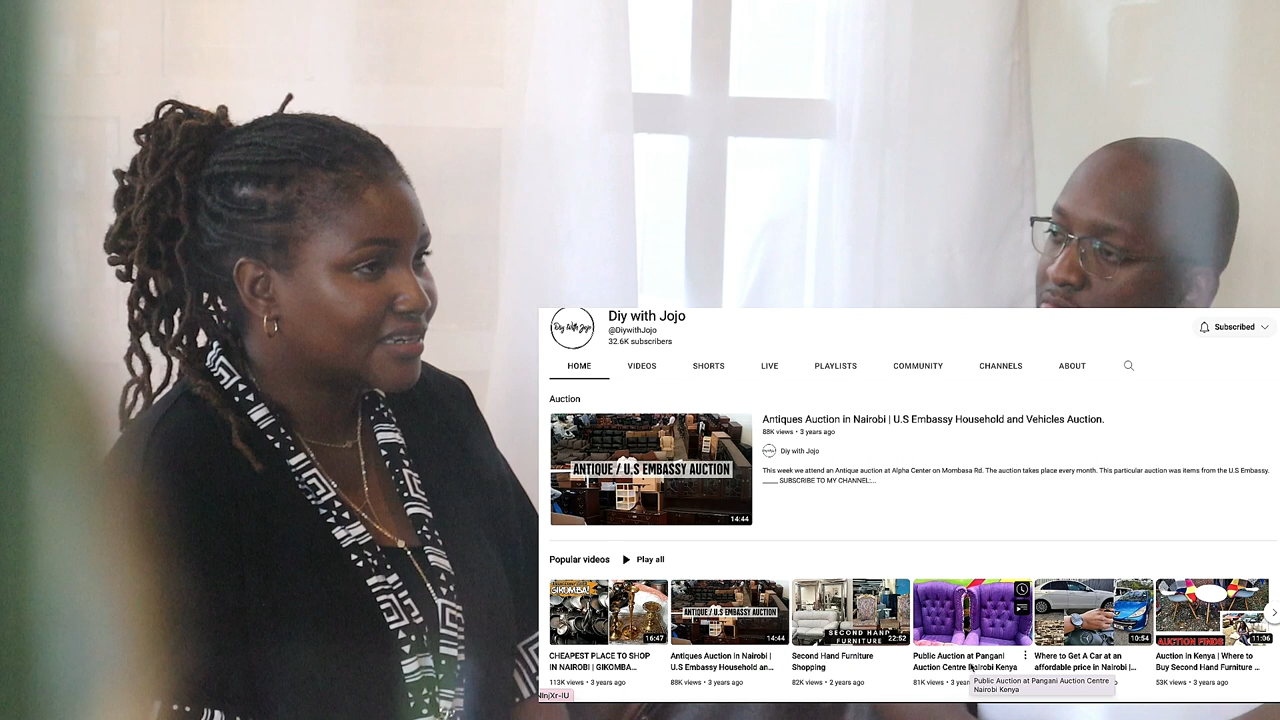 Diy With Jojo
Diy with Jojo
@DiywithJojo
32.6K subscribers
Subscribed
HOME
VIDEOS
SHORTS
LIVE
PLAYLISTS
COMMUNITY
CHANNELS
ABOUT
Auction
ANTIQUE / U.S EMBASSY AUCTION
14:44
Antiques Auction in Nairobi | U.S Embassy Household and Vehicles Auction.
88K views • 3 years ago
Diy with Jojo
This week we attend an Antique auction at Alpha Center on Mombasa Rd. The auction takes place every month. This particular auction was items from the U.S Embassy.
_____ SUBSCRIBE TO MY CHANNEL:...
Popular videos
Play all
GIKOMBA!
16:47
CHEAPEST PLACE TO SHOP
IN NAIROBI | GIKOMBA...
113K views • 3 years ago
ANTIQUE / U.S EMBASSY AUCTION
14:44
Antiques Auction in Nairobi |
U.S Embassy Household an...
88K views • 3 years ago
SECOND HAND
FURNITURE
22:52
Second Hand Furniture
Shopping
82K views • 2 years ago
Public Auction at Pangani
Auction Centre Nairobi Kenya
81K views • 3 year
Public Auction at Pangani Auction Centre
Nairobi Kenya
10:54
Where to Get A Car at an
affordable price in Nairobi |...
AUCTION FINDS
11:06
Auction in Kenya | Where to
Buy Second Hand Furniture ...
53K views • 3 years ago